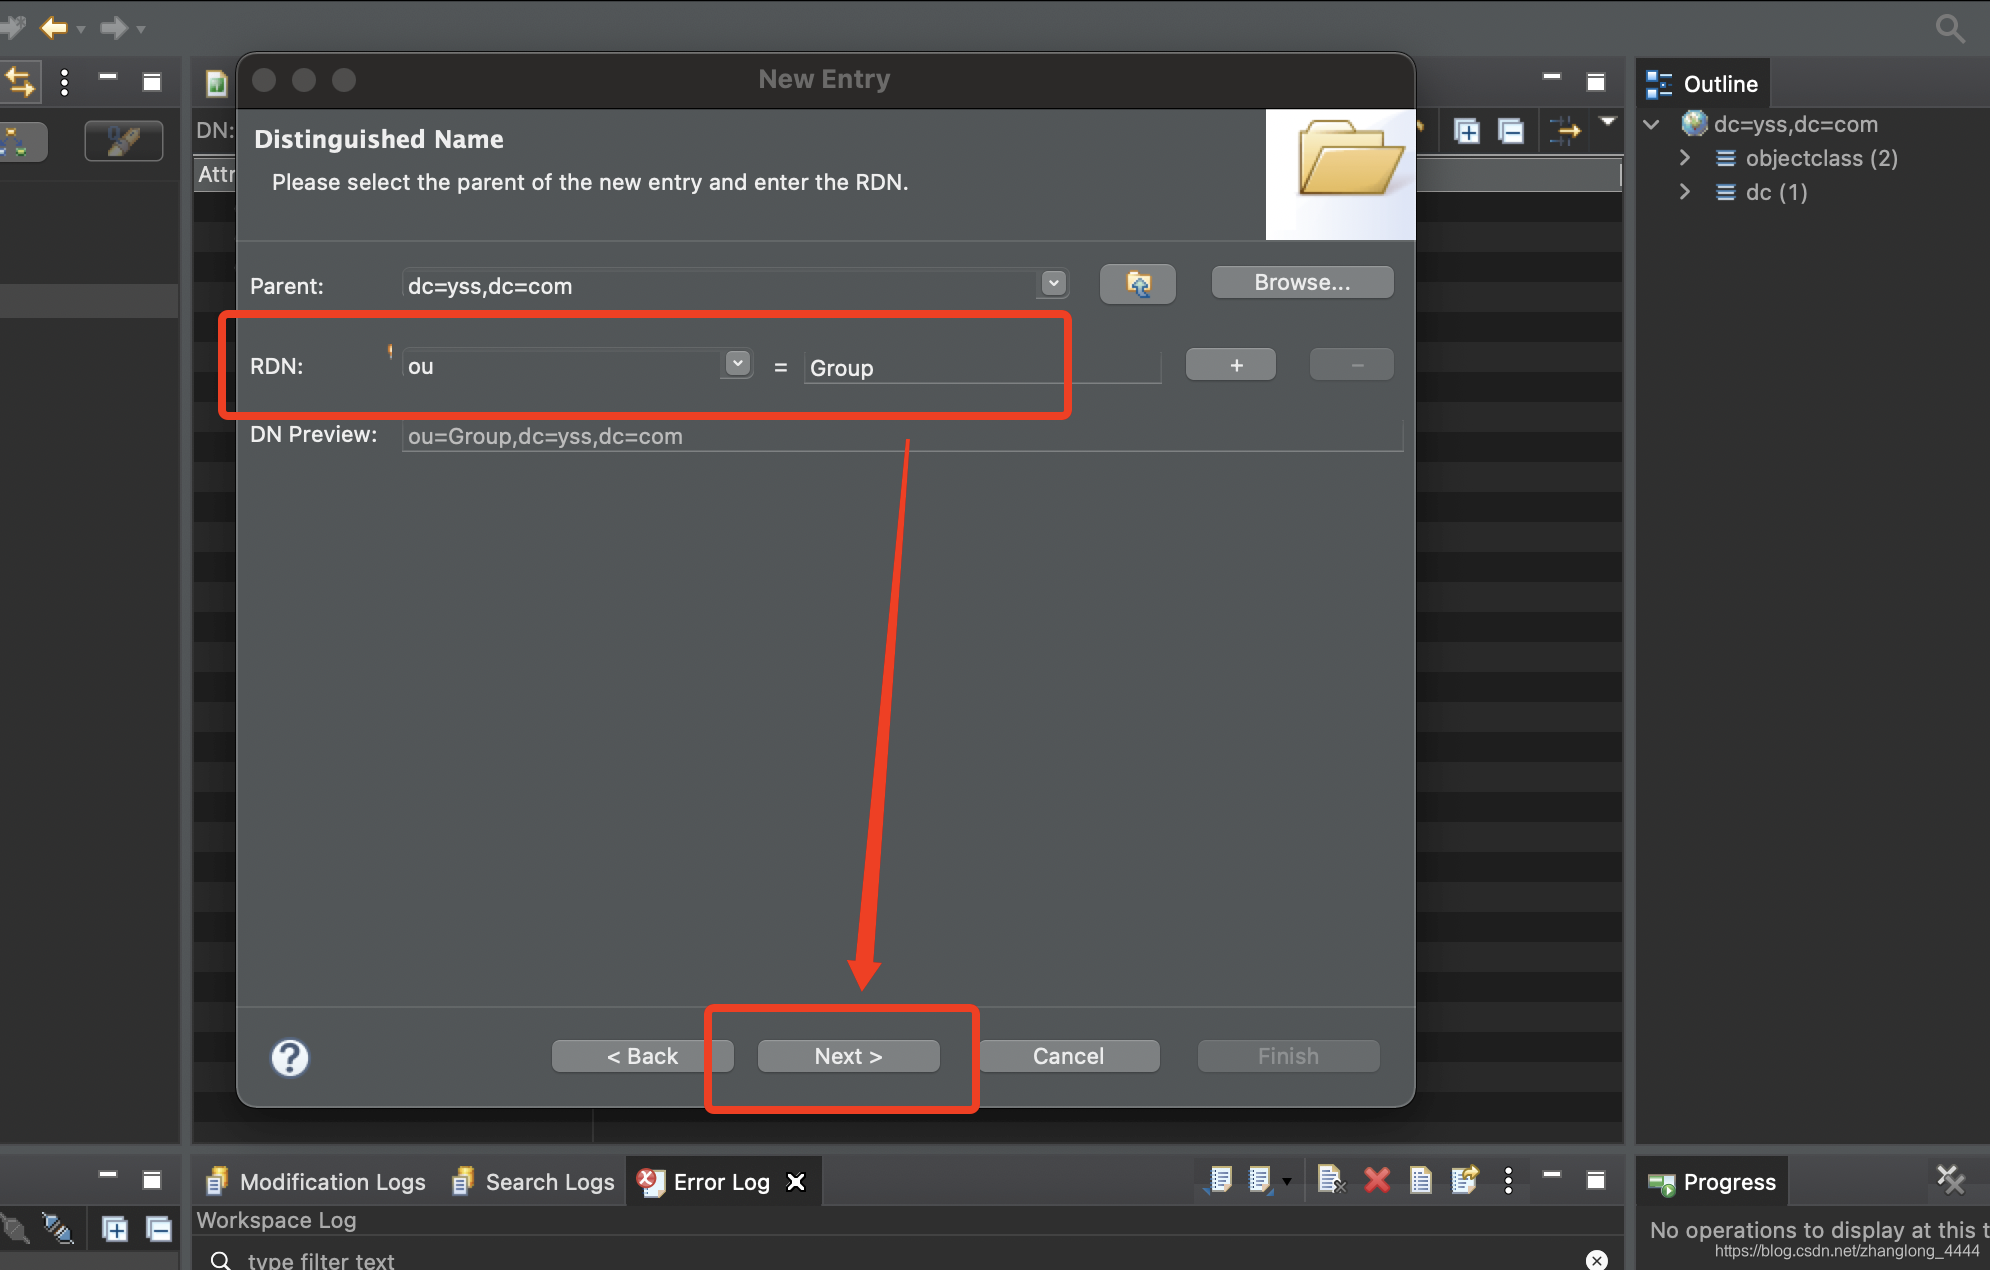 New Entry
DN:
Distinguished Name
Please select the parent of the new entry and enter the RDN.
Attr
Parent:
dc=yss,dc=com
Browse...
RDN:
ou
=
Group
+
−
DN Preview:
ou=Group,dc=yss,dc=com
< Back
Next >
Cancel
Finish
Outline
dc=yss,dc=com
objectclass (2)
dc (1)
Modification Logs
Search Logs
Error Log
Workspace Log
type filter text
Progress
No operations to display at this t
https://blog.csdn.net/zhanglong_4444